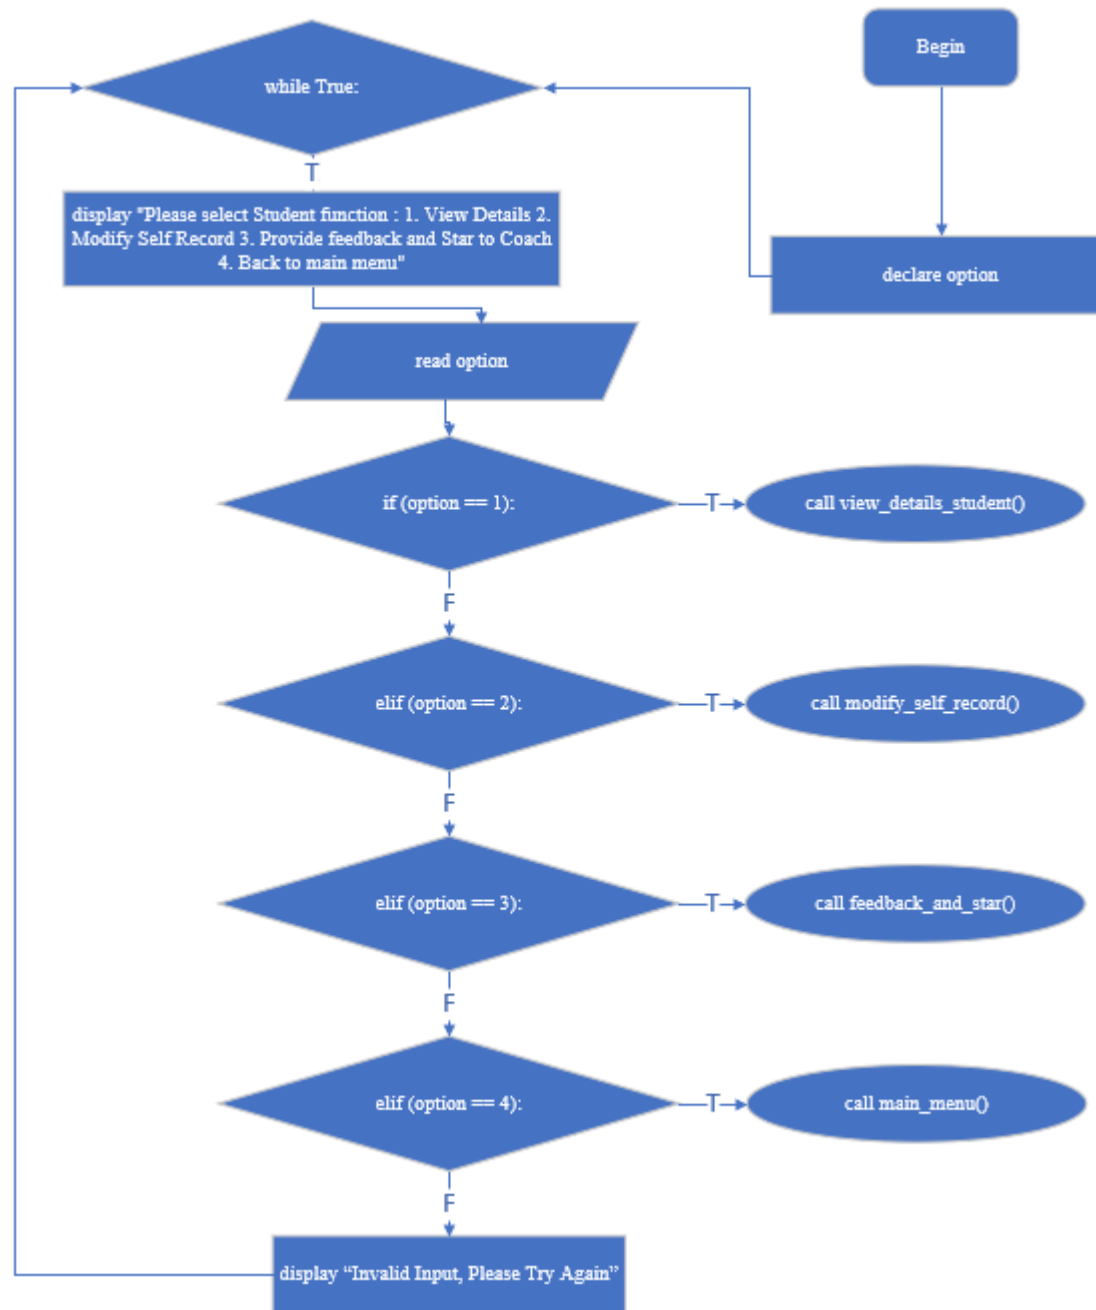 Begin
declare option
while True:
T
display "Please select Student function : 1. View Details 2.
Modify Self Record 3. Provide feedback and Star to Coach
4. Back to main menu"
read option
if (option == 1):
T
call view_details_student()
F
elif (option == 2):
T
call modify_self_record()
F
elif (option == 3):
T
call feedback_and_star()
F
elif (option == 4):
T
call main_menu()
F
display “Invalid Input, Please Try Again”